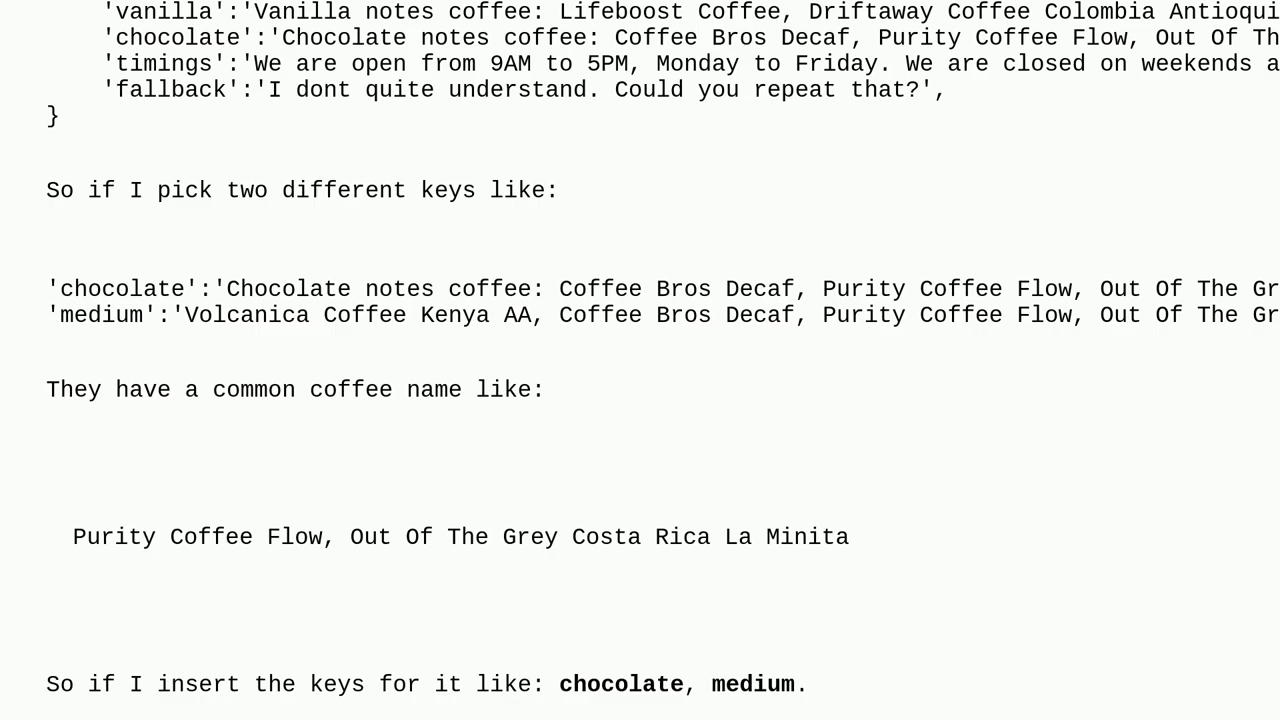 'vanilla':'Vanilla notes coffee: Lifeboost Coffee, Driftaway Coffee Colombia
'chocolate':'Chocolate notes coffee: Coffee Bros Decaf, Purity Coffee Flow, Out Of
'timings':'We are open from 9AM to 5PM, Monday to Friday. We are closed on weekends
'fallback':'I dont quite understand. Could you repeat that?',
}
So if I pick two different keys like:
'chocolate':'Chocolate notes coffee: Coffee Bros Decaf, Purity Coffee Flow, Out Of The
'medium':'Volcanica Coffee Kenya AA, Coffee Bros Decaf, Purity Coffee Flow, Out Of The
They have a common coffee name like:
Purity Coffee Flow, Out Of The Grey Costa Rica La Minita
So if I insert the keys for it like: chocolate, medium.